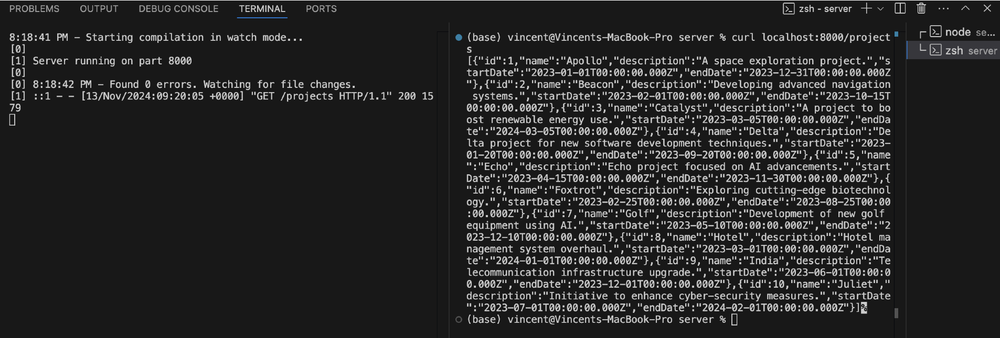 PROBLEMS OUTPUT DEBUG CONSOLE TERMINAL PORTS zsh - server
8:18:41 PM - Starting compilation in watch mode...
[0]
[1] Server running on part 8000
[0]
[0] 8:18:42 PM - Found 0 errors. Watching for file changes.
[1] ::1 - - [13/Nov/2024:09:20:05 +0000] "GET /projects HTTP/1.1" 200 15
79
(base) vincent@Vincents-MacBook-Pro server % curl localhost:8000/project
s
[{"id":1,"name":"Apollo","description":"A space exploration project.","s
tartDate":"2023-01-01T00:00:00.000Z","endDate":"2023-12-31T00:00:00.000Z
"},{"id":2,"name":"Beacon","description":"Developing advanced navigation
 systems.","startDate":"2023-02-01T00:00:00.000Z","endDate":"2023-10-15T
00:00:00.000Z"},{"id":3,"name":"Catalyst","description":"A project to bo
ost renewable energy use.","startDate":"2023-03-05T00:00:00.000Z","endDa
te":"2024-03-05T00:00:00.000Z"},{"id":4,"name":"Delta","description":"De
lta project for new software development techniques.","startDate":"2023-
01-20T00:00:00.000Z","endDate":"2023-09-20T00:00:00.000Z"},{"id":5,"name
":"Echo","description":"Echo project focused on AI advancements.","start
Date":"2023-04-15T00:00:00.000Z","endDate":"2023-11-30T00:00:00.000Z"},{
"id":6,"name":"Foxtrot","description":"Exploring cutting-edge biotechnol
ogy.","startDate":"2023-02-25T00:00:00.000Z","endDate":"2023-08-25T00:00
:00.000Z"},{"id":7,"name":"Golf","description":"Development of new golf 
equipment using AI.","startDate":"2023-05-10T00:00:00.000Z","endDate":"2
023-12-10T00:00:00.000Z"},{"id":8,"name":"Hotel","description":"Hotel ma
nagement system overhaul.","startDate":"2023-03-01T00:00:00.000Z","endDa
te":"2024-01-01T00:00:00.000Z"},{"id":9,"name":"India","description":"Te
lecommunication infrastructure upgrade.","startDate":"2023-06-01T00:00:0
0.000Z","endDate":"2023-12-01T00:00:00.000Z"},{"id":10,"name":"Juliet","
description":"Initiative to enhance cyber-security measures.","startDate
":"2023-07-01T00:00:00.000Z","endDate":"2024-02-01T00:00:00.000Z"}]%
(base) vincent@Vincents-MacBook-Pro server %
node se...
zsh server